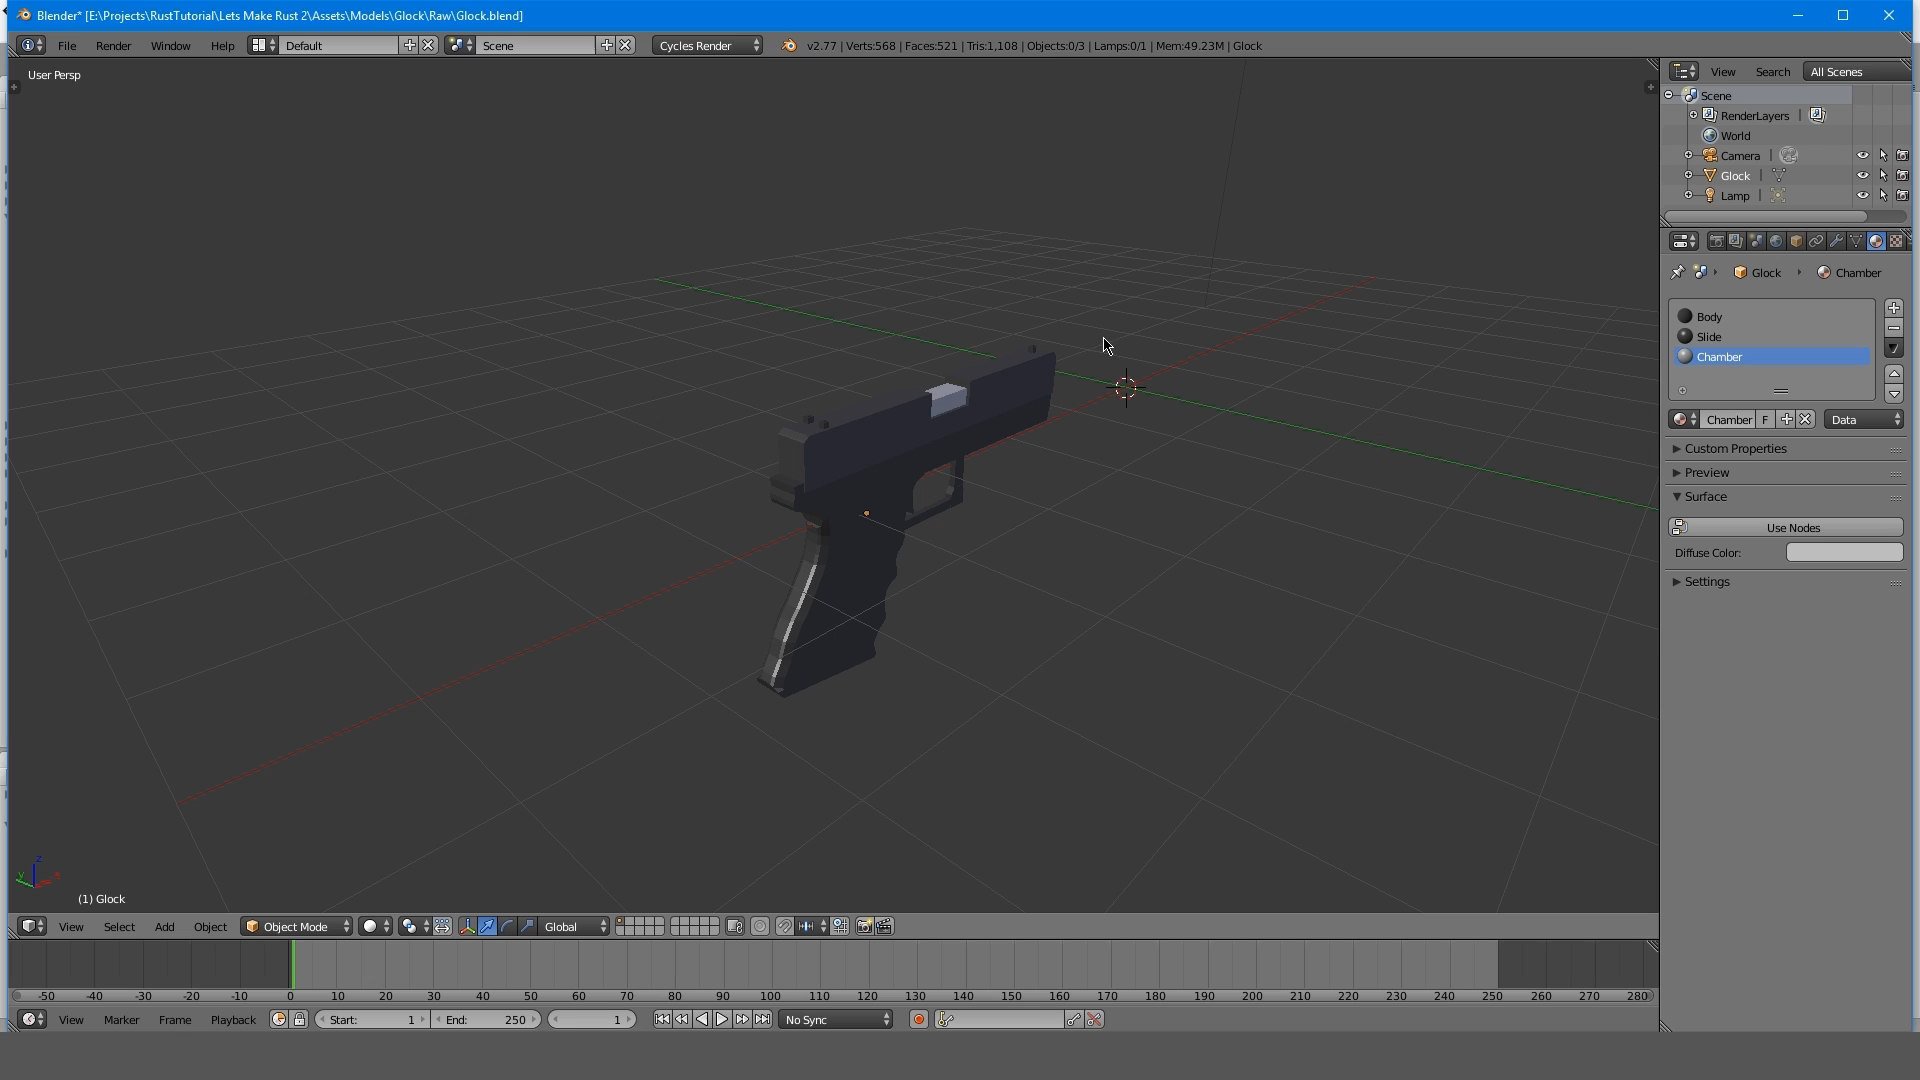 Blender* [E:\Projects\RustTutorial\Lets Make Rust 2\Assets\Models\Glock\Raw\Glock.blend]
File Render Window Help Default Scene Cycles Render v2.77 | Verts:568 | Faces:521 | Tris:1,108 | Objects:0/3 | Lamps:0/1 | Mem:49.23M | Glock
User Persp
View Search All Scenes
Scene
RenderLayers |
World
Camera |
Glock |
Lamp |
Glock Chamber
Body
Slide
Chamber
Chamber F Data
Custom Properties
Preview
Surface
Use Nodes
Diffuse Color:
Settings
z
y x
(1) Glock
View Select Add Object Object Mode Global
-50 -40 -30 -20 -10 0 10 20 30 40 50 60 70 80 90 100 110 120 130 140 150 160 170 180 190 200 210 220 230 240 250 260 270 280
View Marker Frame Playback Start: 1 End: 250 1 No Sync